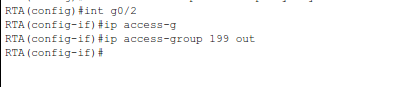 RTA(config)#int g0/2
RTA(config-if)#ip access-g
RTA(config-if)#ip access-group 199 out
RTA(config-if)#